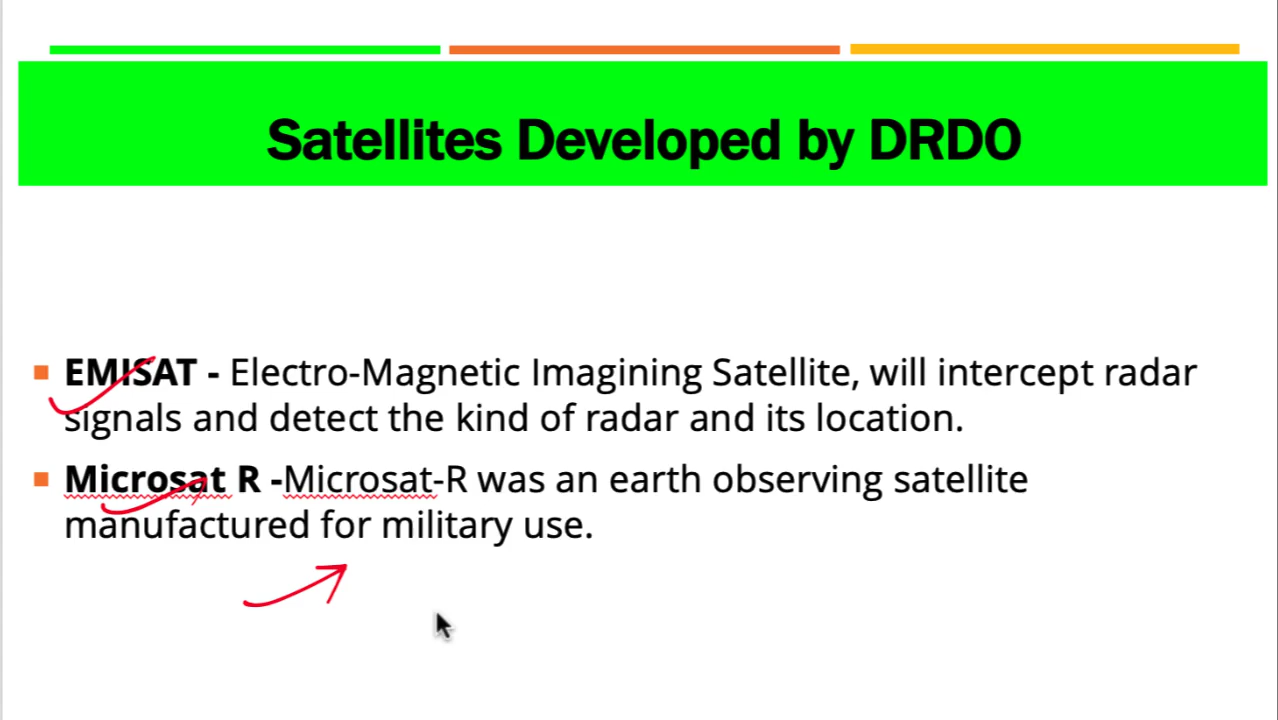 Satellites Developed by DRDO
EMISAT - Electro-Magnetic Imagining Satellite, will intercept radar
signals and detect the kind of radar and its location.
Microsat R -Microsat-R was an earth observing satellite
manufactured for military use.